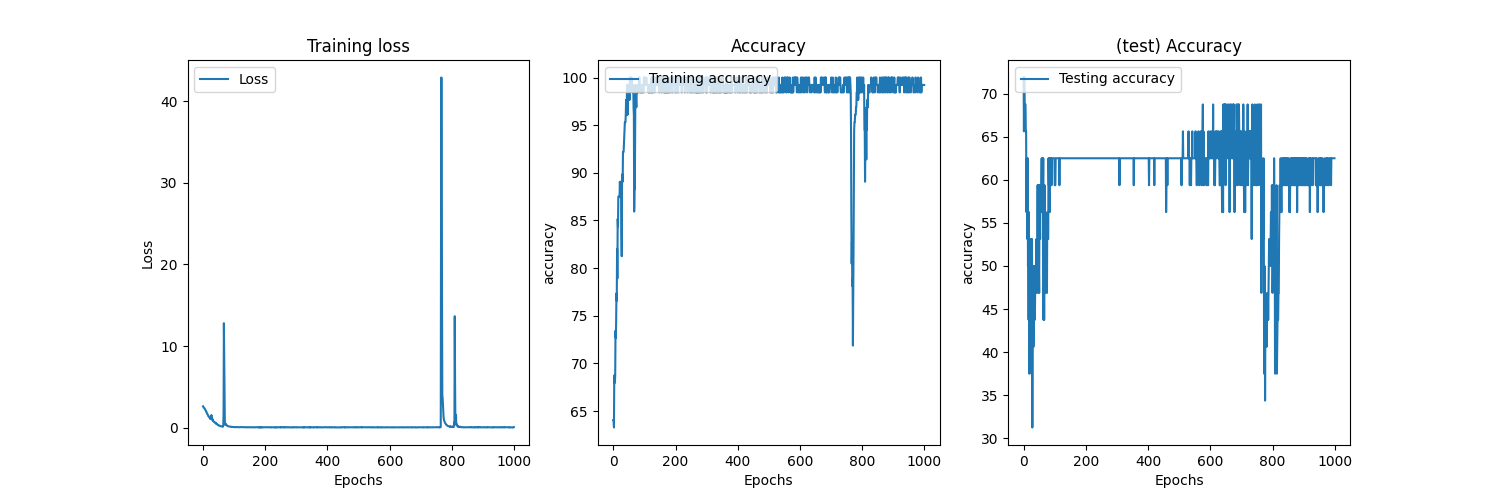 Training loss
Loss
Loss
40
30
20
10
0
0 200 400 600 800 1000
Epochs
Accuracy
Training accuracy
accuracy
100
95
90
85
80
75
70
65
0 200 400 600 800 1000
Epochs
(test) Accuracy
Testing accuracy
accuracy
70
65
60
55
50
45
40
35
30
0 200 400 600 800 1000
Epochs